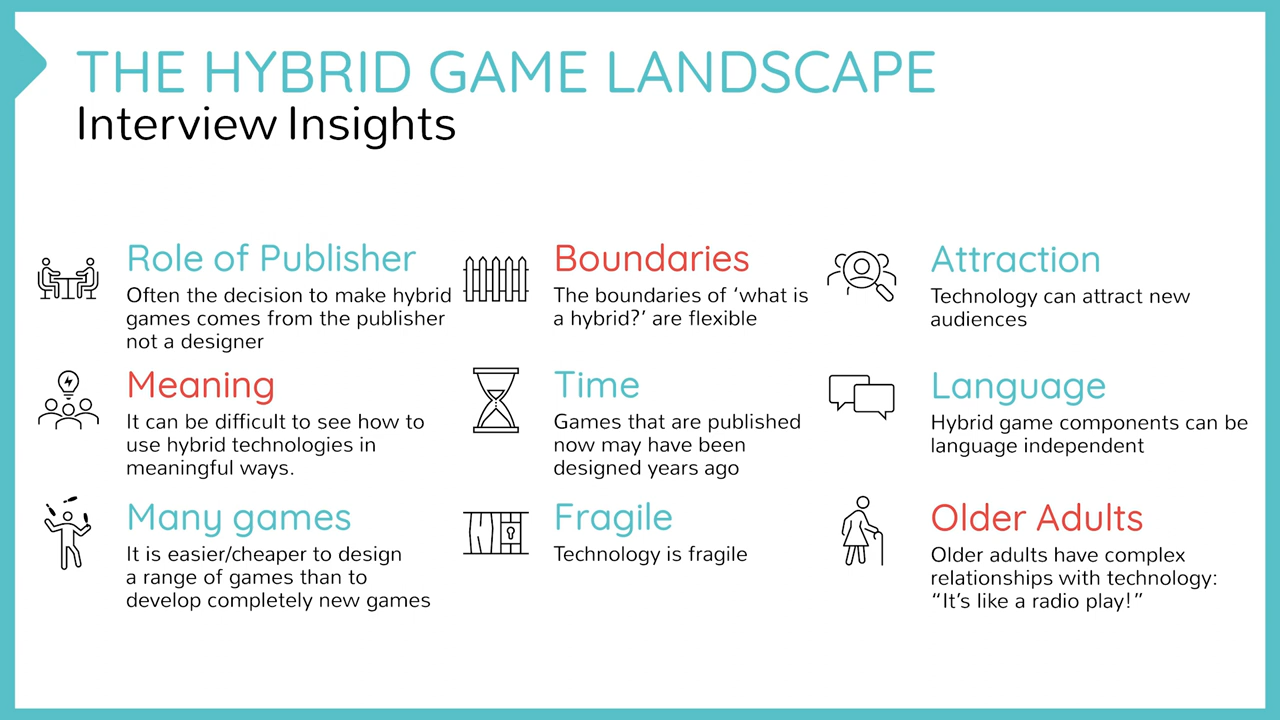 THE HYBRID GAME LANDSCAPE
Interview Insights
Role of Publisher
Often the decision to make hybrid
games comes from the publisher
not a designer
Boundaries
The boundaries of ‘what is
a hybrid?’ are flexible
Attraction
Technology can attract new
audiences
Meaning
It can be difficult to see how to
use hybrid technologies in
meaningful ways.
Time
Games that are published
now may have been
designed years ago
Language
Hybrid game components can be
language independent
Many games
It is easier/cheaper to design
a range of games than to
develop completely new games
Fragile
Technology is fragile
Older Adults
Older adults have complex
relationships with technology:
“It’s like a radio play!”